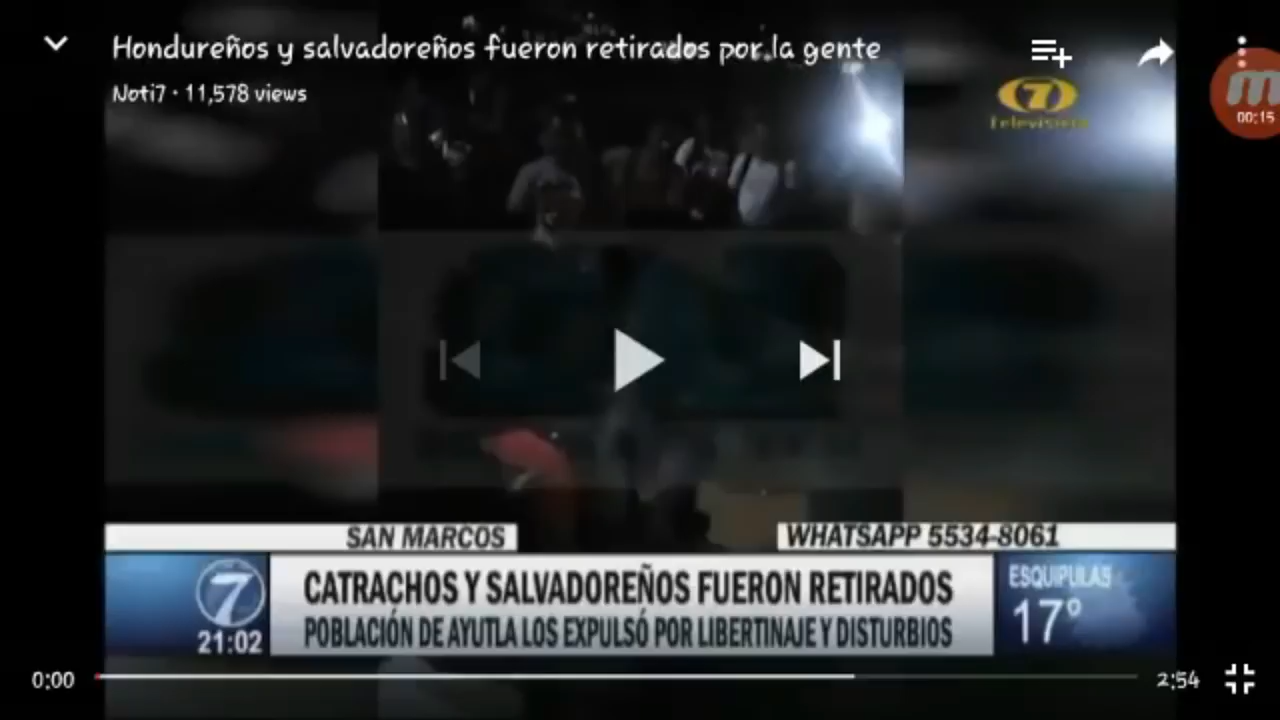 Hondureños y salvadoreños fueron retirados por la gente
Noti7 · 11,578 views
7
Televisión
00:15
SAN MARCOS
WHATSAPP 5534-8061
CATRACHOS Y SALVADOREÑOS FUERON RETIRADOS
POBLACIÓN DE AYUTLA LOS EXPULSÓ POR LIBERTINAJE Y DISTURBIOS
7
21:02
ESQUIPULAS
17°
0:00
2:54